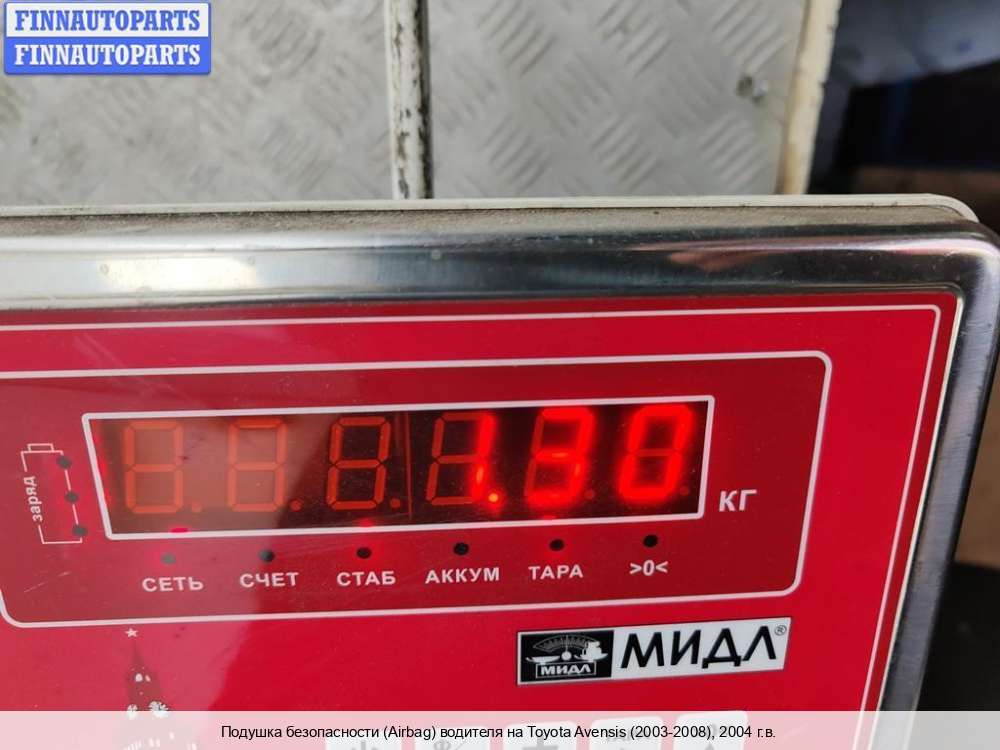 FINNAUTOPARTS
FINNAUTOPARTS
1.30
КГ
заряд
СЕТЬ СЧЕТ СТАБ АККУМ ТАРА >0<
МИДЛ МИДЛ®
Подушка безопасности (Airbag) водителя на Toyota Avensis (2003-2008), 2004 г.в.